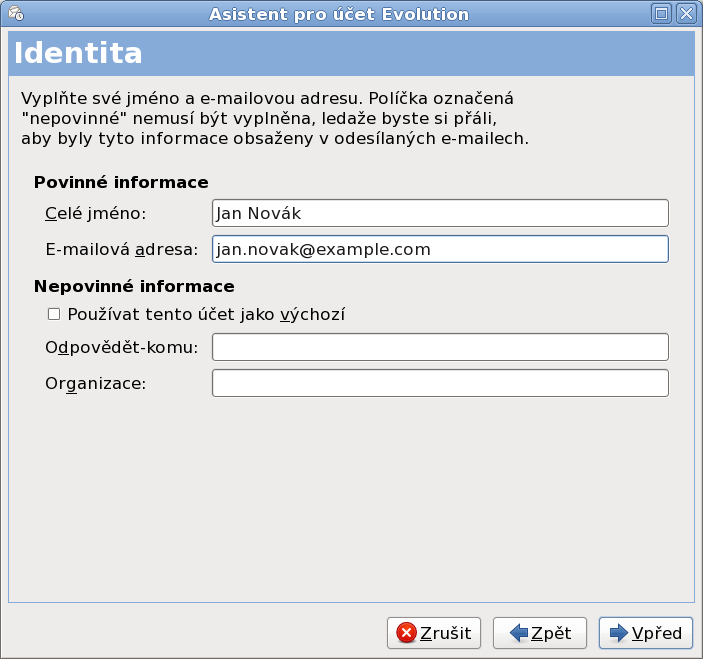 Asistent pro účet Evolution
Identita
Vyplňte své jméno a e-mailovou adresu. Políčka označená
"nepovinné" nemusí být vyplněna, ledaže byste si přáli,
aby byly tyto informace obsaženy v odesílaných e-mailech.
Povinné informace
Celé jméno: Jan Novák
E-mailová adresa: jan.novak@example.com
Nepovinné informace
Používat tento účet jako výchozí
Odpovědět-komu:
Organizace:
Zrušit Zpět Vpřed